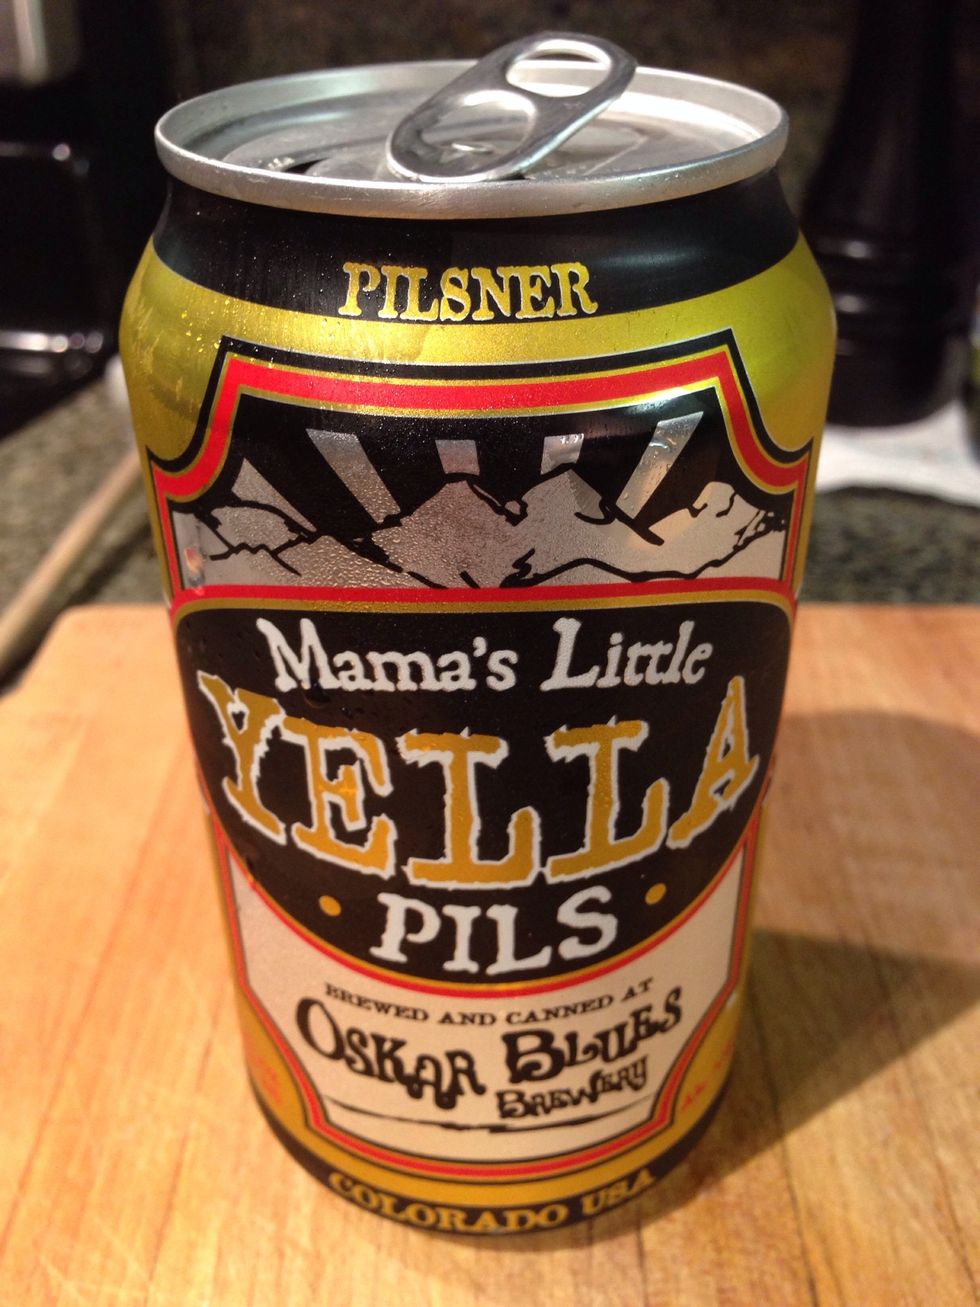 PILSNER
Mama's Little
YELLA
PILS
BREWED AND CANNED AT
OSKAR BLUES
BREWERY
COLORADO USA